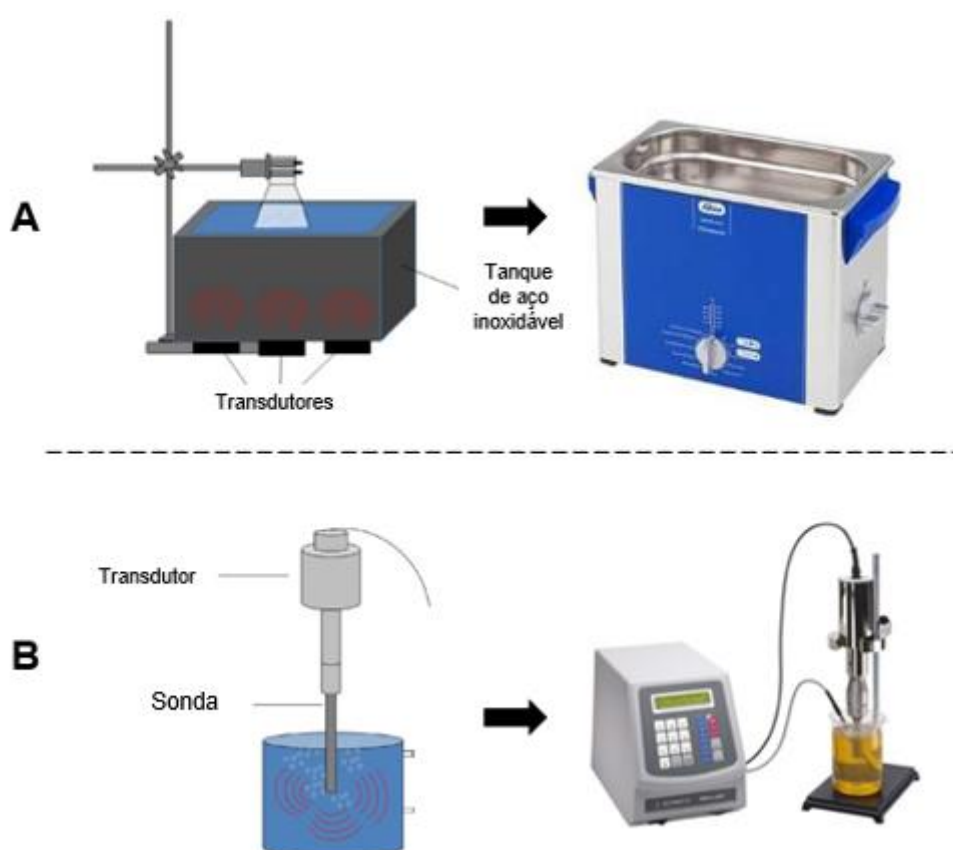 A
Tanque
de aço
inoxidável
Transdutores
Transdutor
B
Sonda